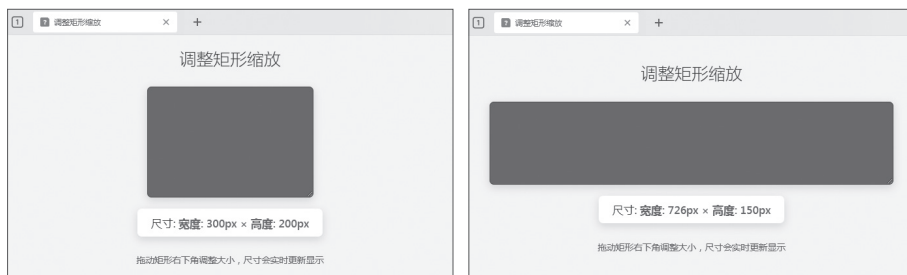 1
? 调整矩形缩放 × +
调整矩形缩放
尺寸: 宽度: 300px × 高度: 200px
拖动矩形右下角调整大小，尺寸会实时更新显示
1
? 调整矩形缩放 × +
调整矩形缩放
尺寸: 宽度: 726px × 高度: 150px
拖动矩形右下角调整大小，尺寸会实时更新显示